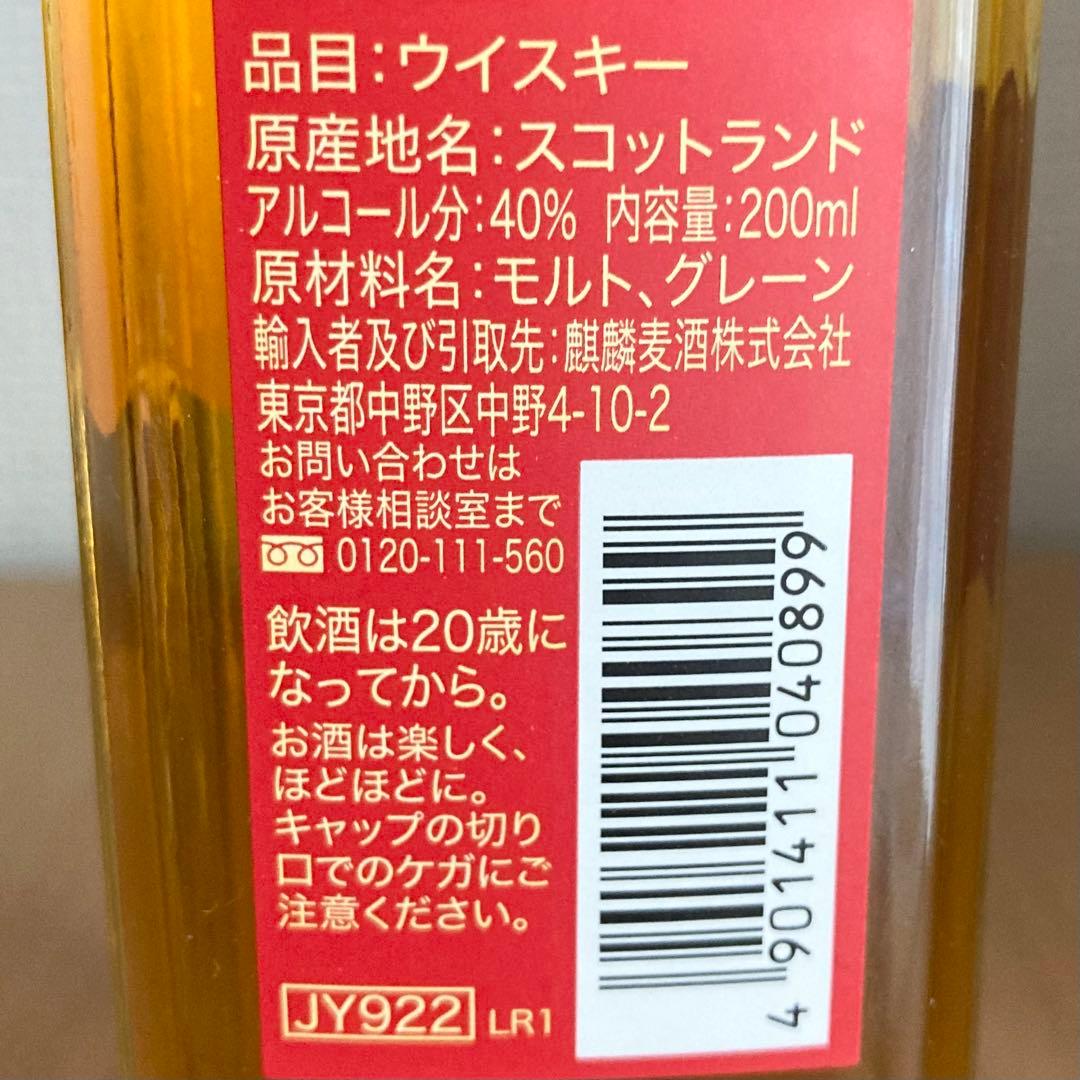 品目：ウイスキー
原産地名：スコットランド
アルコール分：40% 内容量：200ml
原材料名：モルト、グレーン
輸入者及び引取先：麒麟麦酒株式会社
東京都中野区中野4-10-2
お問い合わせは
お客様相談室まで
0120-111-560
飲酒は20歳に
なってから。
お酒は楽しく、
ほどほどに。
キャップの切り
口でのケガにご
注意ください。
JY922 LR1
4 901411 040899